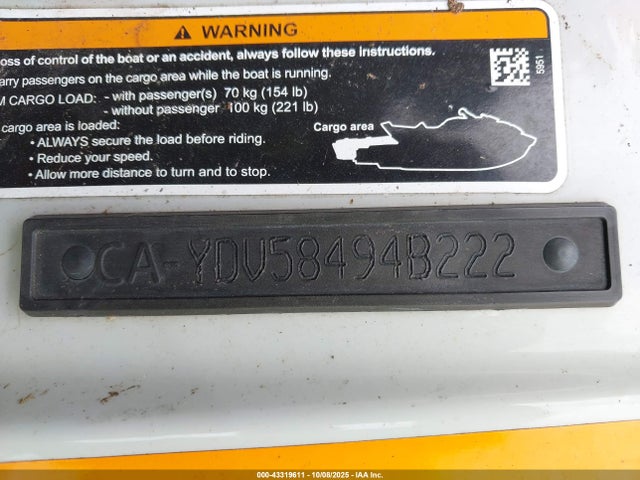 WARNING
oss of control of the boat or an accident, always follow these instructions.
arry passengers on the cargo area while the boat is running.
M CARGO LOAD: - with passenger(s) 70 kg (154 lb)
- without passenger 100 kg (221 lb)
cargo area is loaded:
• ALWAYS secure the load before riding.
• Reduce your speed.
• Allow more distance to turn and to stop.
Cargo area
5951
CA-YDV58494B222
000-43319611 - 10/08/2025 - IAA Inc.